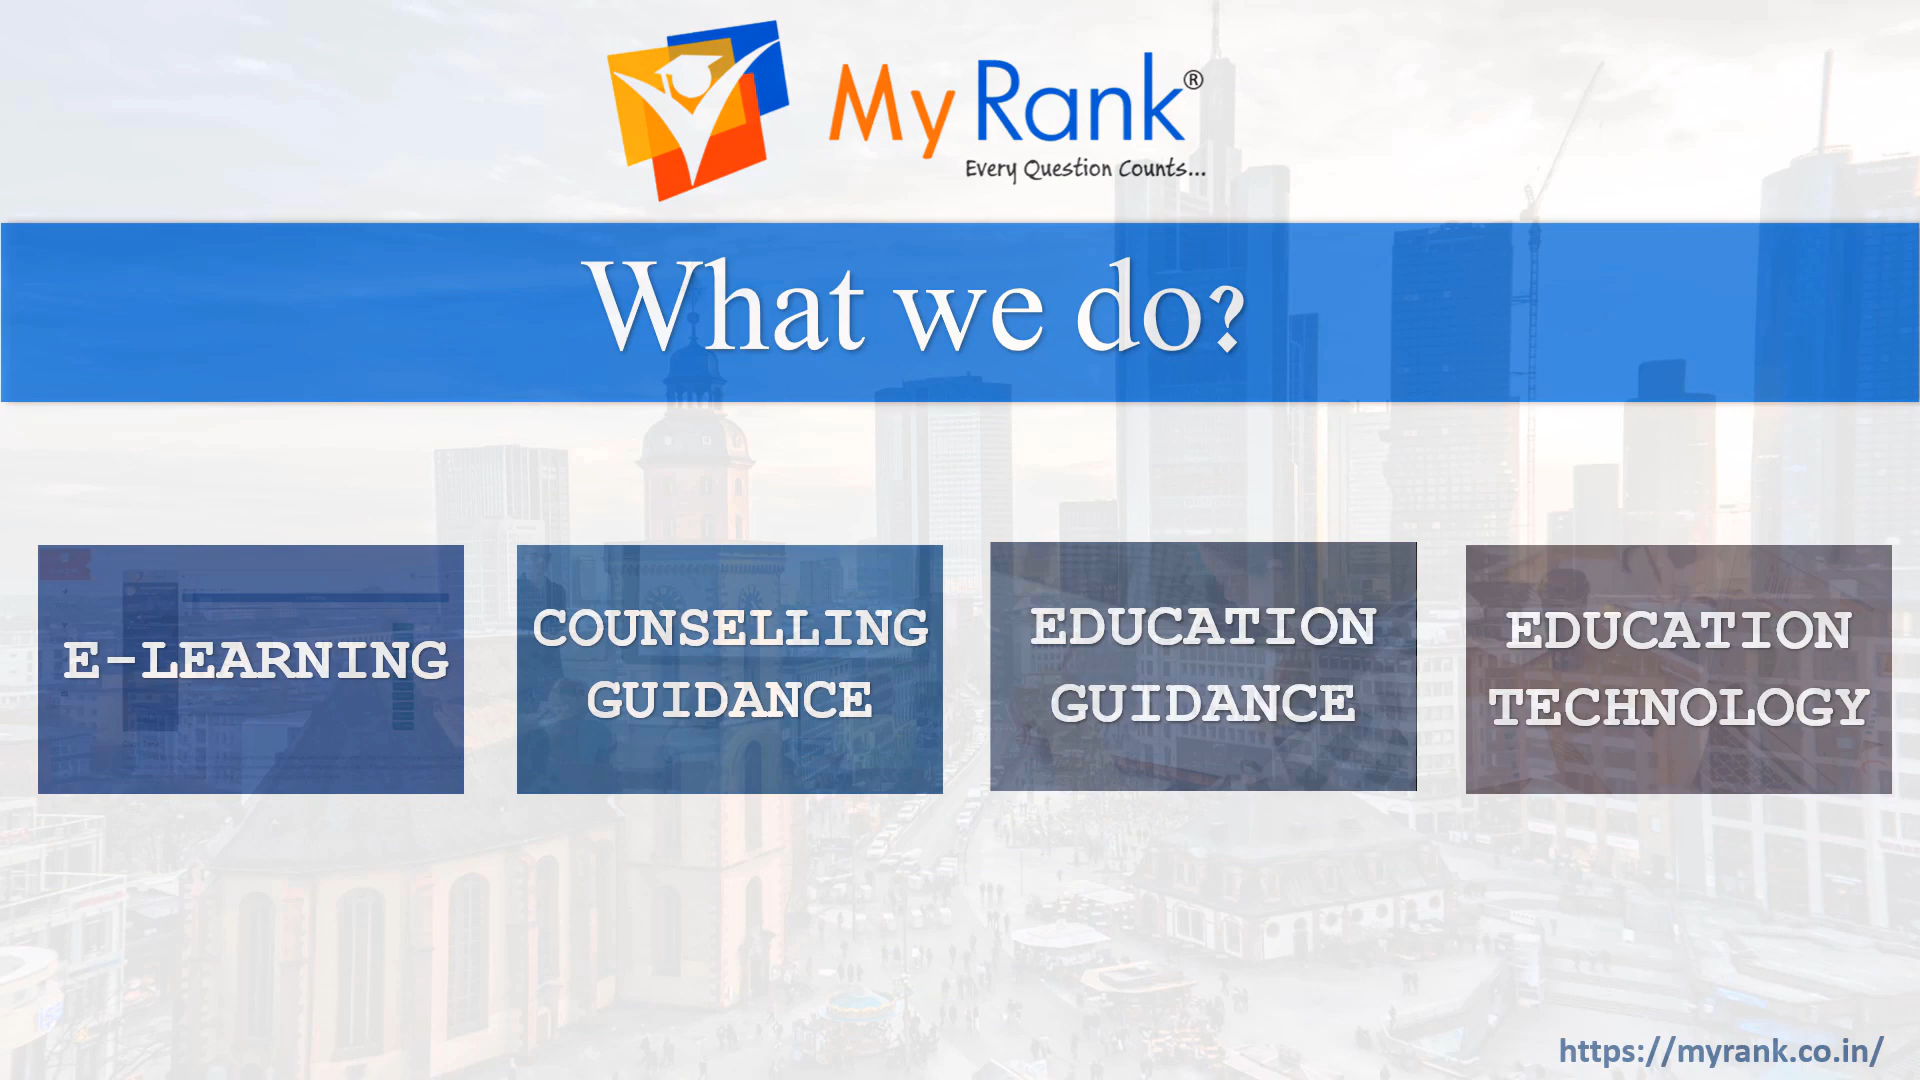 My Rank®
Every Question Counts...
What we do?
E-LEARNING
COUNSELLING
GUIDANCE
EDUCATION
GUIDANCE
EDUCATION
TECHNOLOGY
https://myrank.co.in/